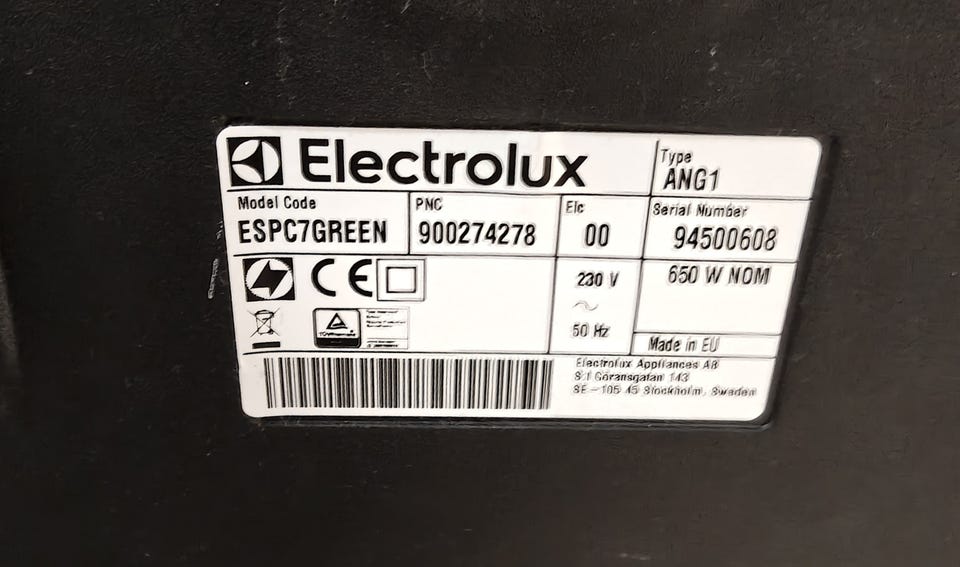 Electrolux
Type
ANG1
Model Code
ESPC7GREEN
PNC
900274278
Elc
00
Serial Number
94500608
CE
230 V
~
50 Hz
650 W NOM
Made in EU
Electrolux Appliances AB
S:t Göransgatan 143
SE-105 45 Stockholm, Sweden